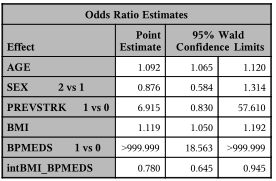 Odds Ratio Estimates
Effect Point Estimate 95% Wald Confidence Limits
AGE 1.092 1.065 1.120
SEX 2 vs 1 0.876 0.584 1.314
PREVSTRK 1 vs 0 6.915 0.830 57.610
BMI 1.119 1.050 1.192
BPMEDS 1 vs 0 >999.999 18.563 >999.999
intBMI_BPMEDS 0.780 0.645 0.945